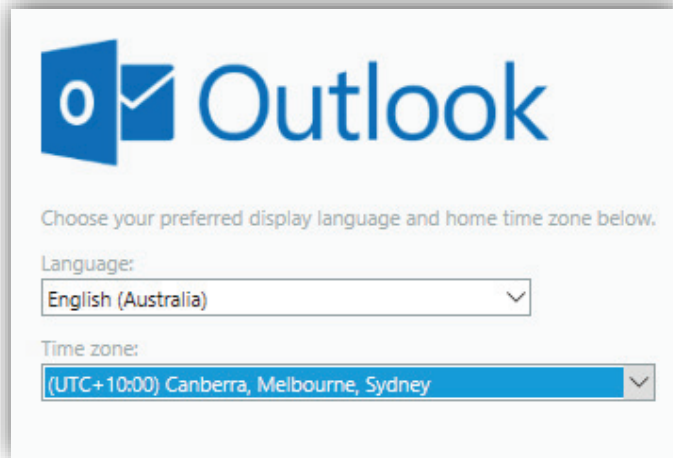 Outlook
Choose your preferred display language and home time zone below.
Language:
English (Australia)
Time zone:
(UTC+10:00) Canberra, Melbourne, Sydney